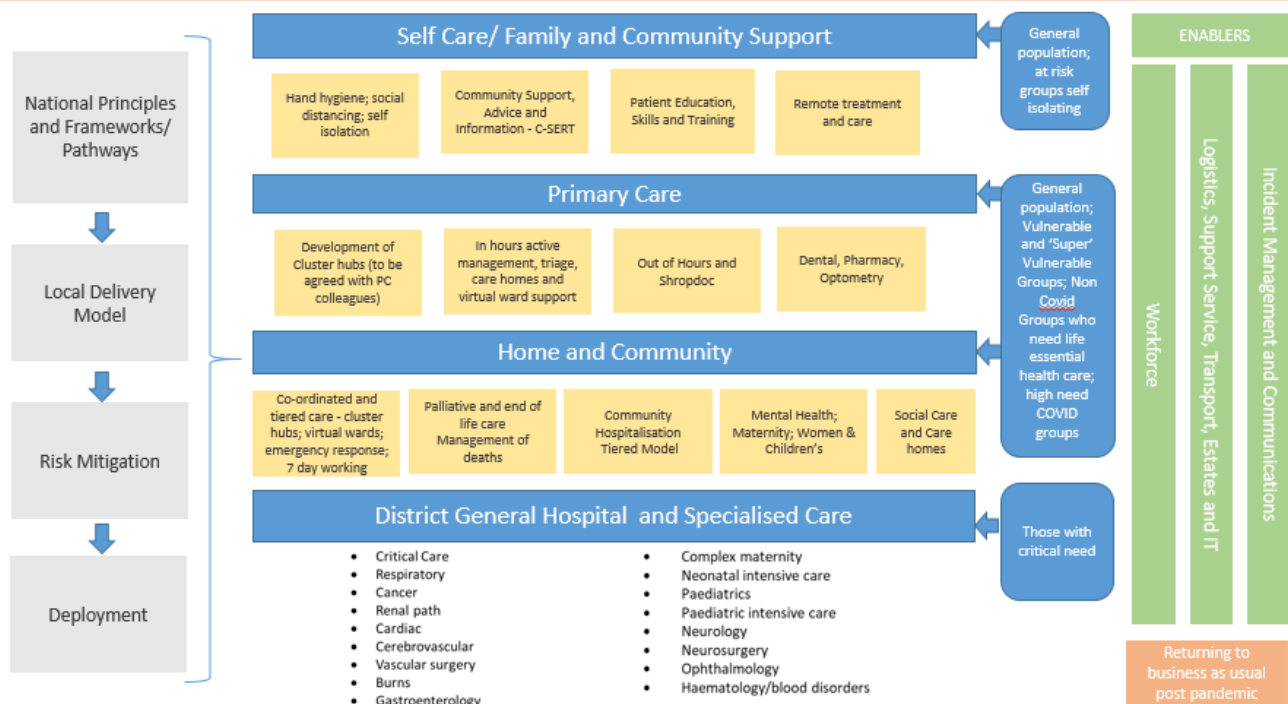 National Principles
and Frameworks/
Pathways
Local Delivery
Model
Risk Mitigation
Deployment
Self Care/ Family and Community Support
Hand hygiene; social
distancing; self
isolation
Community Support,
Advice and
Information - C-SERT
Patient Education,
Skills and Training
Remote treatment
and care
General
population;
at risk
groups self
isolating
Primary Care
Development of
Cluster hubs (to be
agreed with PC
colleagues)
In hours active
management, triage,
care homes and
virtual ward support
Out of Hours and
Shropdoc
Dental, Pharmacy,
Optometry
General
population;
Vulnerable
and ‘Super’
Vulnerable
Groups; Non
Covid
Groups who
need life
essential
health care;
high need
COVID
groups
Home and Community
Co-ordinated and
tiered care - cluster
hubs; virtual wards;
emergency response;
7 day working
Palliative and end of
life care
Management of
deaths
Community
Hospitalisation
Tiered Model
Mental Health;
Maternity; Women &
Children’s
Social Care
and Care
homes
District General Hospital and Specialised Care
Those with
critical need
• Critical Care
• Respiratory
• Cancer
• Renal path
• Cardiac
• Cerebrovascular
• Vascular surgery
• Burns
• Gastroenterology
• Complex maternity
• Neonatal intensive care
• Paediatrics
• Paediatric intensive care
• Neurology
• Neurosurgery
• Ophthalmology
• Haematology/blood disorders
ENABLERS
Workforce
Logistics, Support Service, Transport, Estates and IT
Incident Management and Communications
Returning to
business as usual
post pandemic